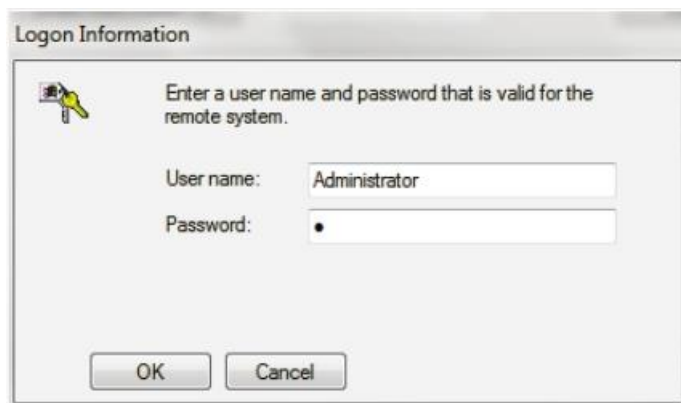 Logon Information
Enter a user name and password that is valid for the
remote system.
User name: Administrator
Password: •
OK Cancel